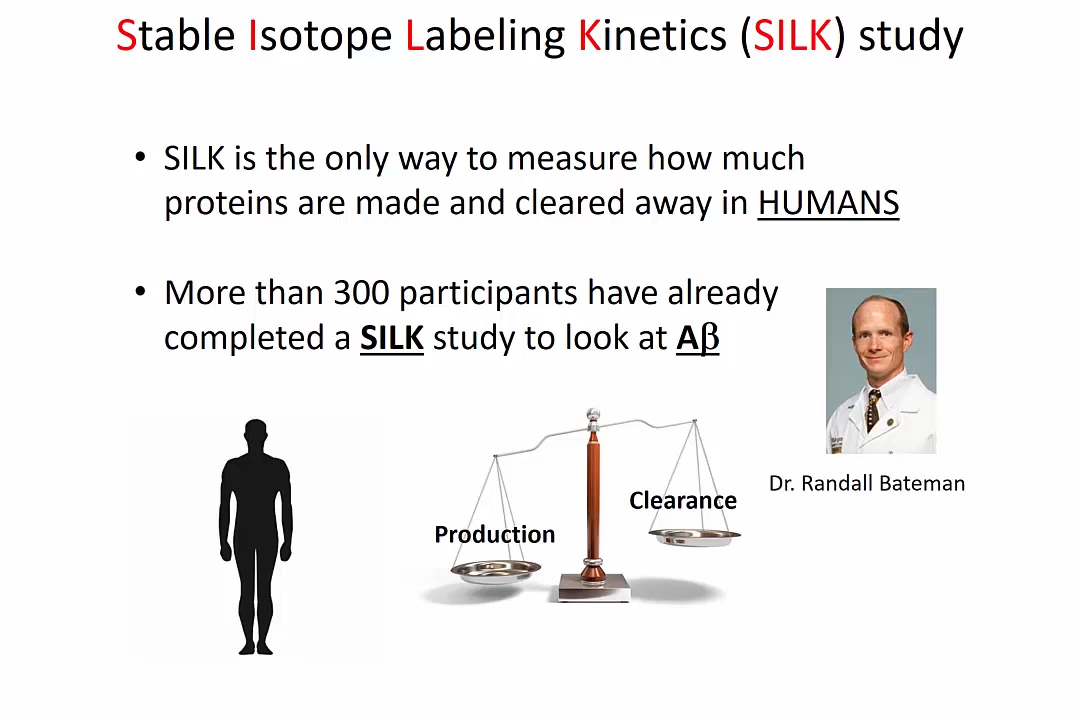 Stable Isotope Labeling Kinetics (SILK) study
• SILK is the only way to measure how much
proteins are made and cleared away in HUMANS
• More than 300 participants have already
completed a SILK study to look at Aβ
Dr. Randall Bateman
Clearance
Production